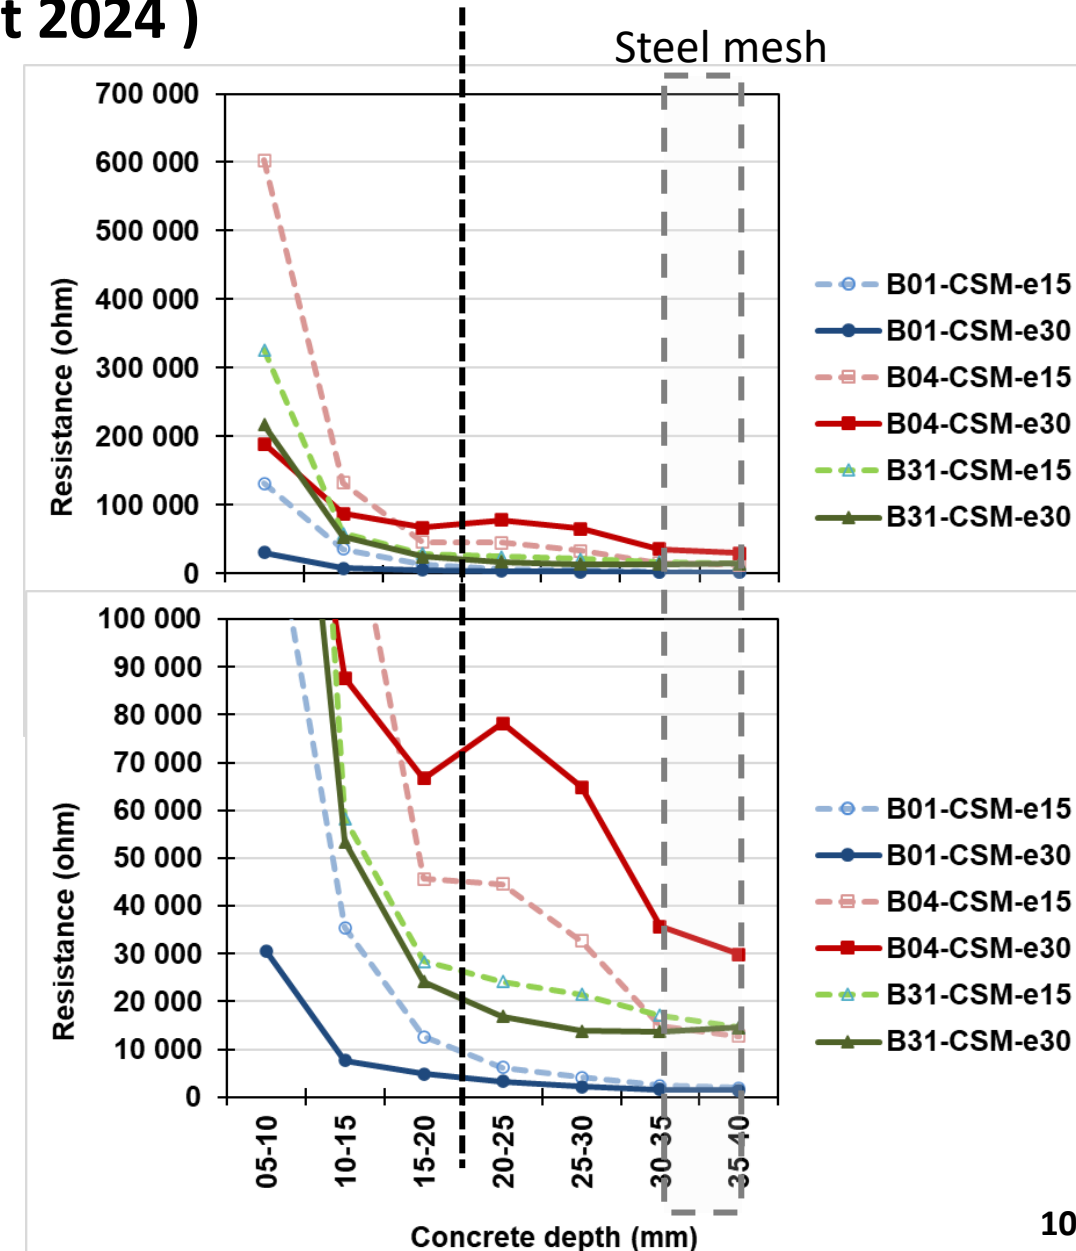 t 2024 )
Steel mesh
700 000
600 000
500 000
400 000
300 000
200 000
100 000
0
Resistance (ohm)
B01-CSM-e15
B01-CSM-e30
B04-CSM-e15
B04-CSM-e30
B31-CSM-e15
B31-CSM-e30
100 000
90 000
80 000
70 000
60 000
50 000
40 000
30 000
20 000
10 000
0
Resistance (ohm)
B01-CSM-e15
B01-CSM-e30
B04-CSM-e15
B04-CSM-e30
B31-CSM-e15
B31-CSM-e30
05-10
10-15
15-20
20-25
25-30
30-35
35-40
Concrete depth (mm)
10